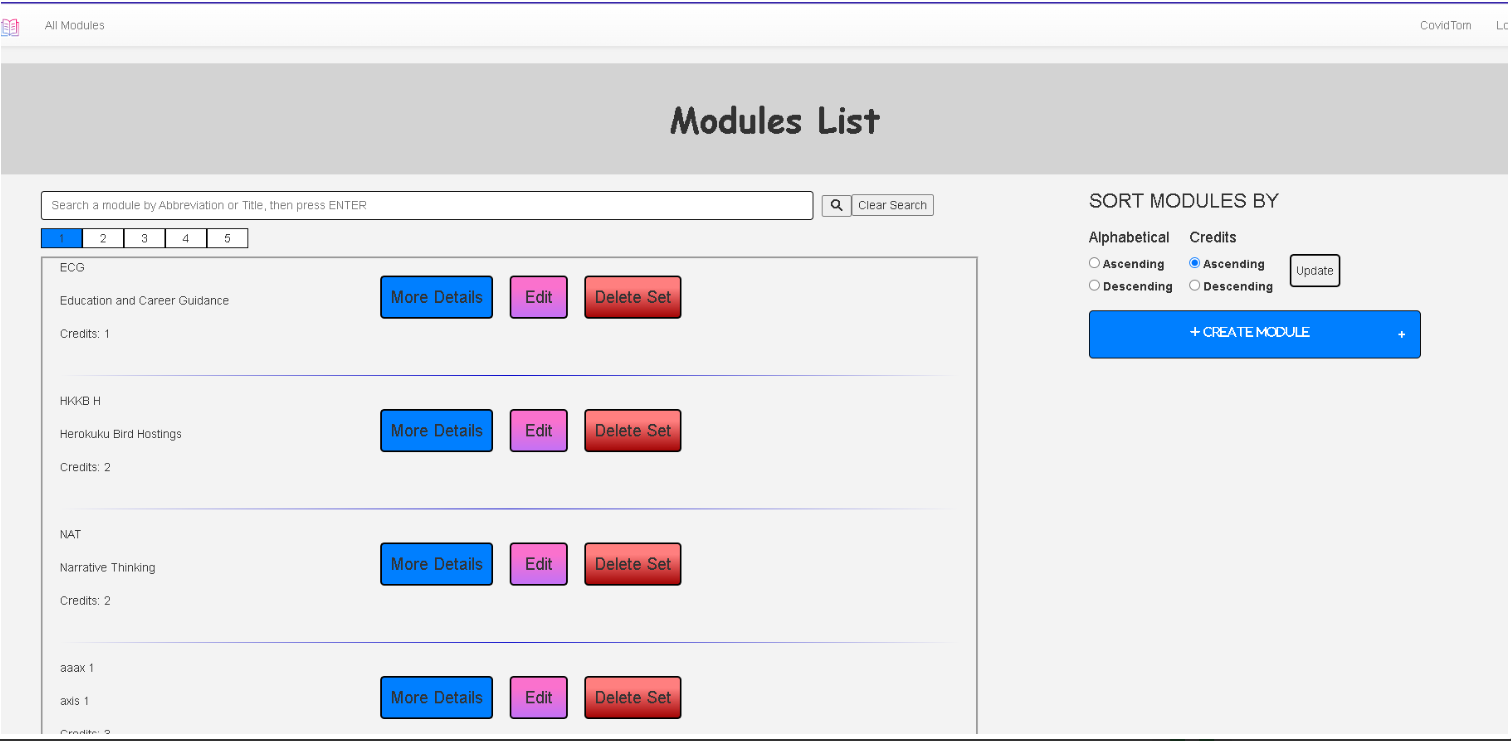 All Modules
CovidTom
Modules List
Search a module by Abbreviation or Title, then press ENTER
Clear Search
1 2 3 4 5
ECG
Education and Career Guidance
Credits: 1
More Details Edit Delete Set
HKKB H
Herokuku Bird Hostings
Credits: 2
More Details Edit Delete Set
NAT
Narrative Thinking
Credits: 2
More Details Edit Delete Set
aaax 1
axis 1
More Details Edit Delete Set
SORT MODULES BY
Alphabetical Credits
Ascending Ascending
Descending Descending
Update
+ CREATE MODULE +